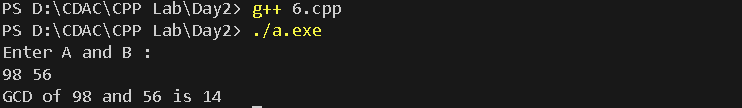 PS D:\CDAC\CPP Lab\Day2> g++ 6.cpp
PS D:\CDAC\CPP Lab\Day2> ./a.exe
Enter A and B :
98 56
GCD of 98 and 56 is 14